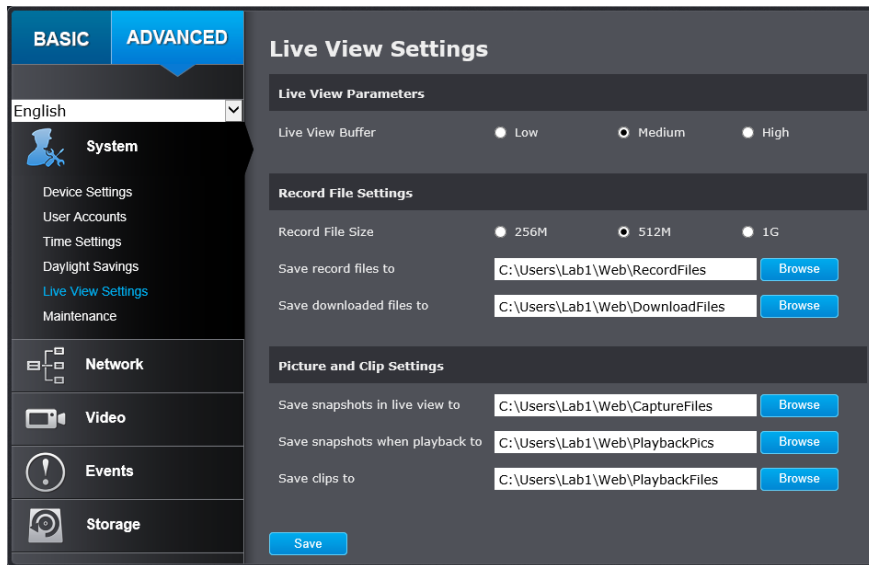 BASIC ADVANCED
English
System
Device Settings
User Accounts
Time Settings
Daylight Savings
Live View Settings
Maintenance
Network
Video
Events
Storage
Live View Settings
Live View Parameters
Live View Buffer Low Medium High
Record File Settings
Record File Size 256M 512M 1G
Save record files to C:\Users\Lab1\Web\RecordFiles Browse
Save downloaded files to C:\Users\Lab1\Web\DownloadFiles Browse
Picture and Clip Settings
Save snapshots in live view to C:\Users\Lab1\Web\CaptureFiles Browse
Save snapshots when playback to C:\Users\Lab1\Web\PlaybackPics Browse
Save clips to C:\Users\Lab1\Web\PlaybackFiles Browse
Save